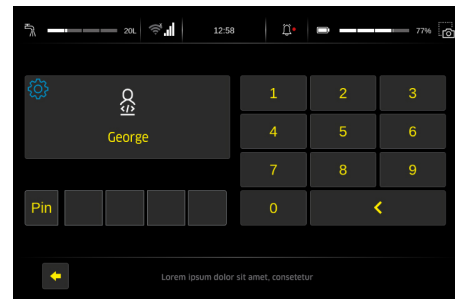 20L 12:58 77%
</>
George
1 2 3
4 5 6
7 8 9
Pin 0
Lorem ipsum dolor sit amet, consetetur